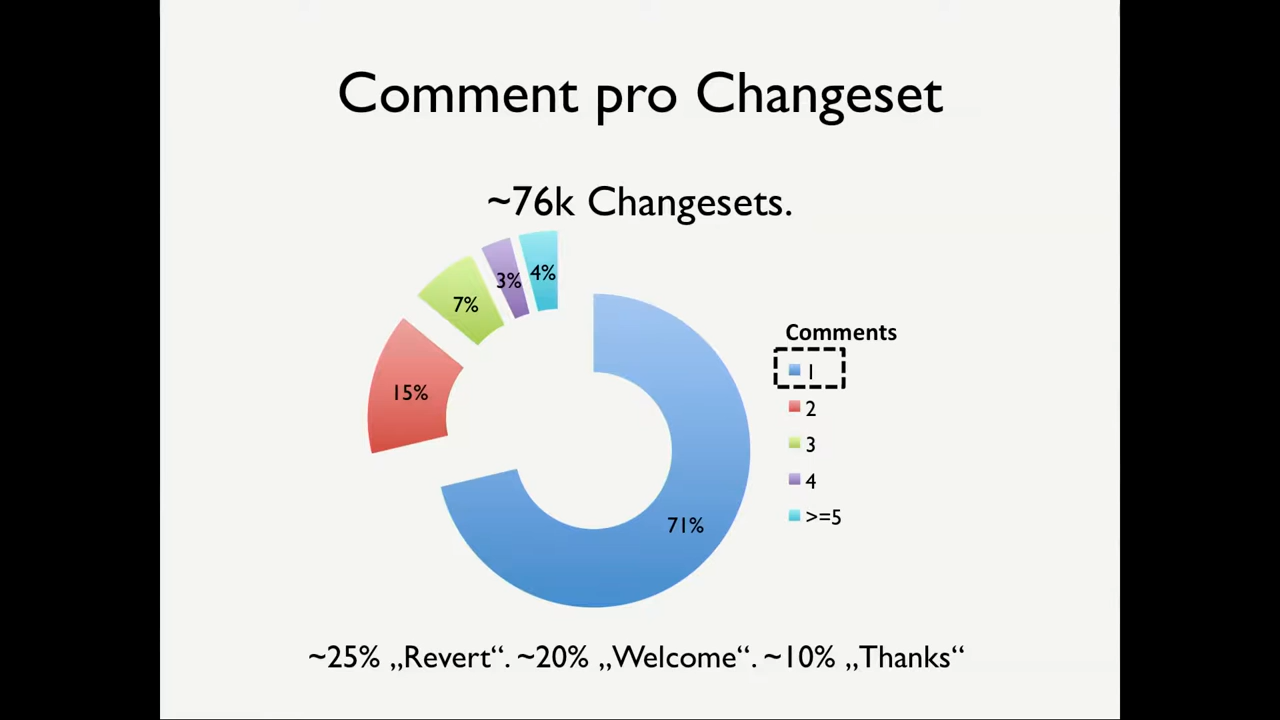 Comment pro Changeset
~76k Changesets.
3%
4%
7%
15%
71%
Comments
1
2
3
4
>=5
~25% „Revert“. ~20% „Welcome“. ~10% „Thanks“